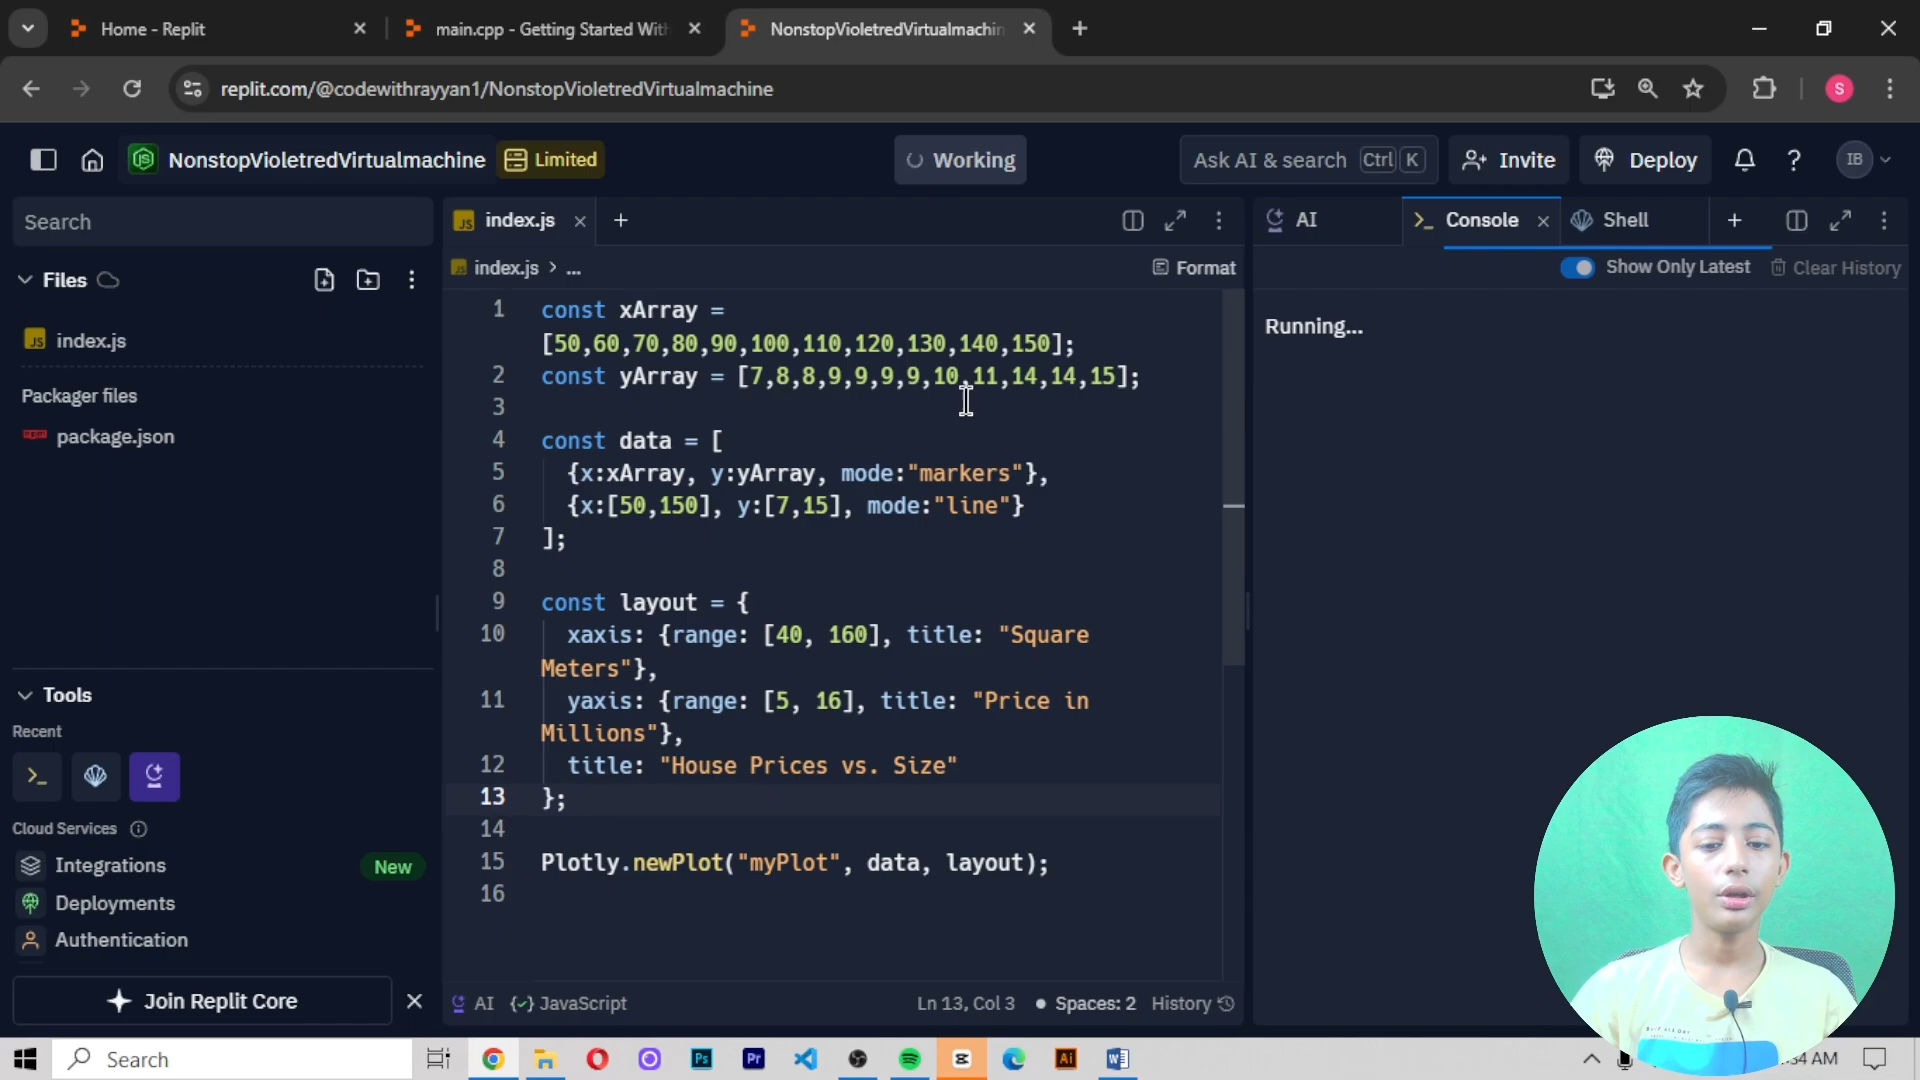 Home - Replit
main.cpp - Getting Started With
NonstopVioletredVirtualmachin
replit.com/@codewithrayyan1/NonstopVioletredVirtualmachine
S
NonstopVioletredVirtualmachine
Limited
Working
Ask AI & search Ctrl K
Invite
Deploy
IB
Search
Files
index.js
Packager files
package.json
Tools
Recent
Cloud Services
Integrations
New
Deployments
Authentication
Join Replit Core
index.js
index.js > ...
Format
1 const xArray =
[50,60,70,80,90,100,110,120,130,140,150];
2 const yArray = [7,8,8,9,9,9,9,10,11,14,14,15];
3
4 const data = [
5 {x:xArray, y:yArray, mode:"markers"},
6 {x:[50,150], y:[7,15], mode:"line"}
7 ];
8
9 const layout = {
10 xaxis: {range: [40, 160], title: "Square
Meters"},
11 yaxis: {range: [5, 16], title: "Price in
Millions"},
12 title: "House Prices vs. Size"
13 };
14
15 Plotly.newPlot("myPlot", data, layout);
16
AI
JavaScript
Ln 13, Col 3
Spaces: 2
History
AI
Console
Shell
Show Only Latest
Clear History
Running...
Search
Ps
Pr
Ai
34 AM